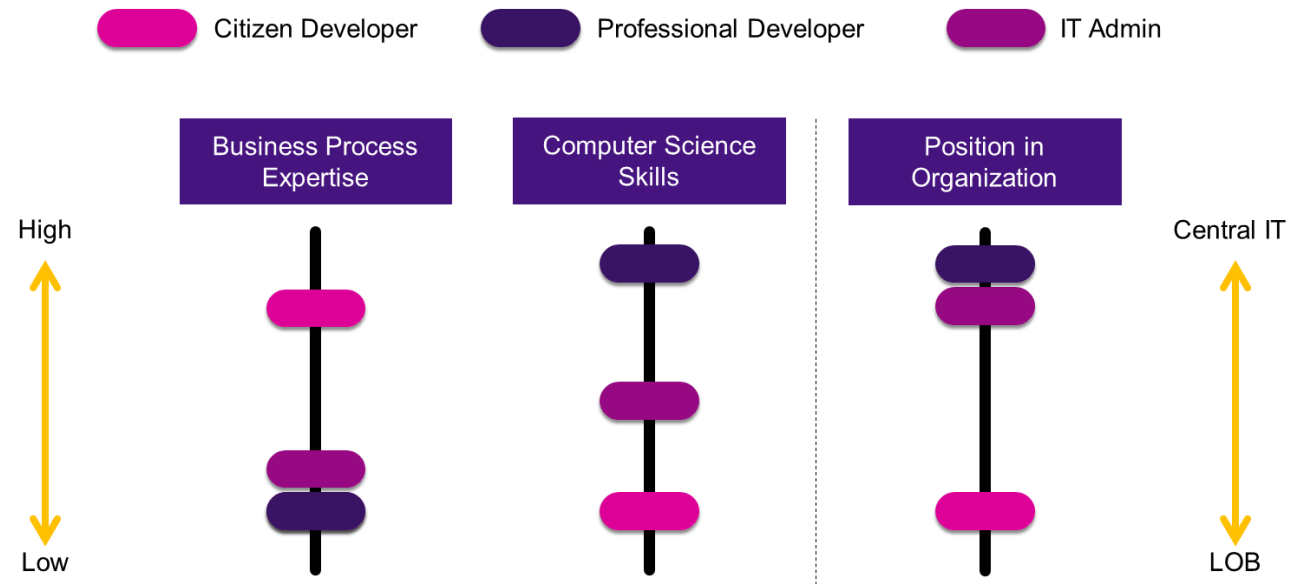 Citizen Developer
Professional Developer
IT Admin
Business Process
Expertise
Computer Science
Skills
Position in
Organization
High
Central IT
Low
LOB